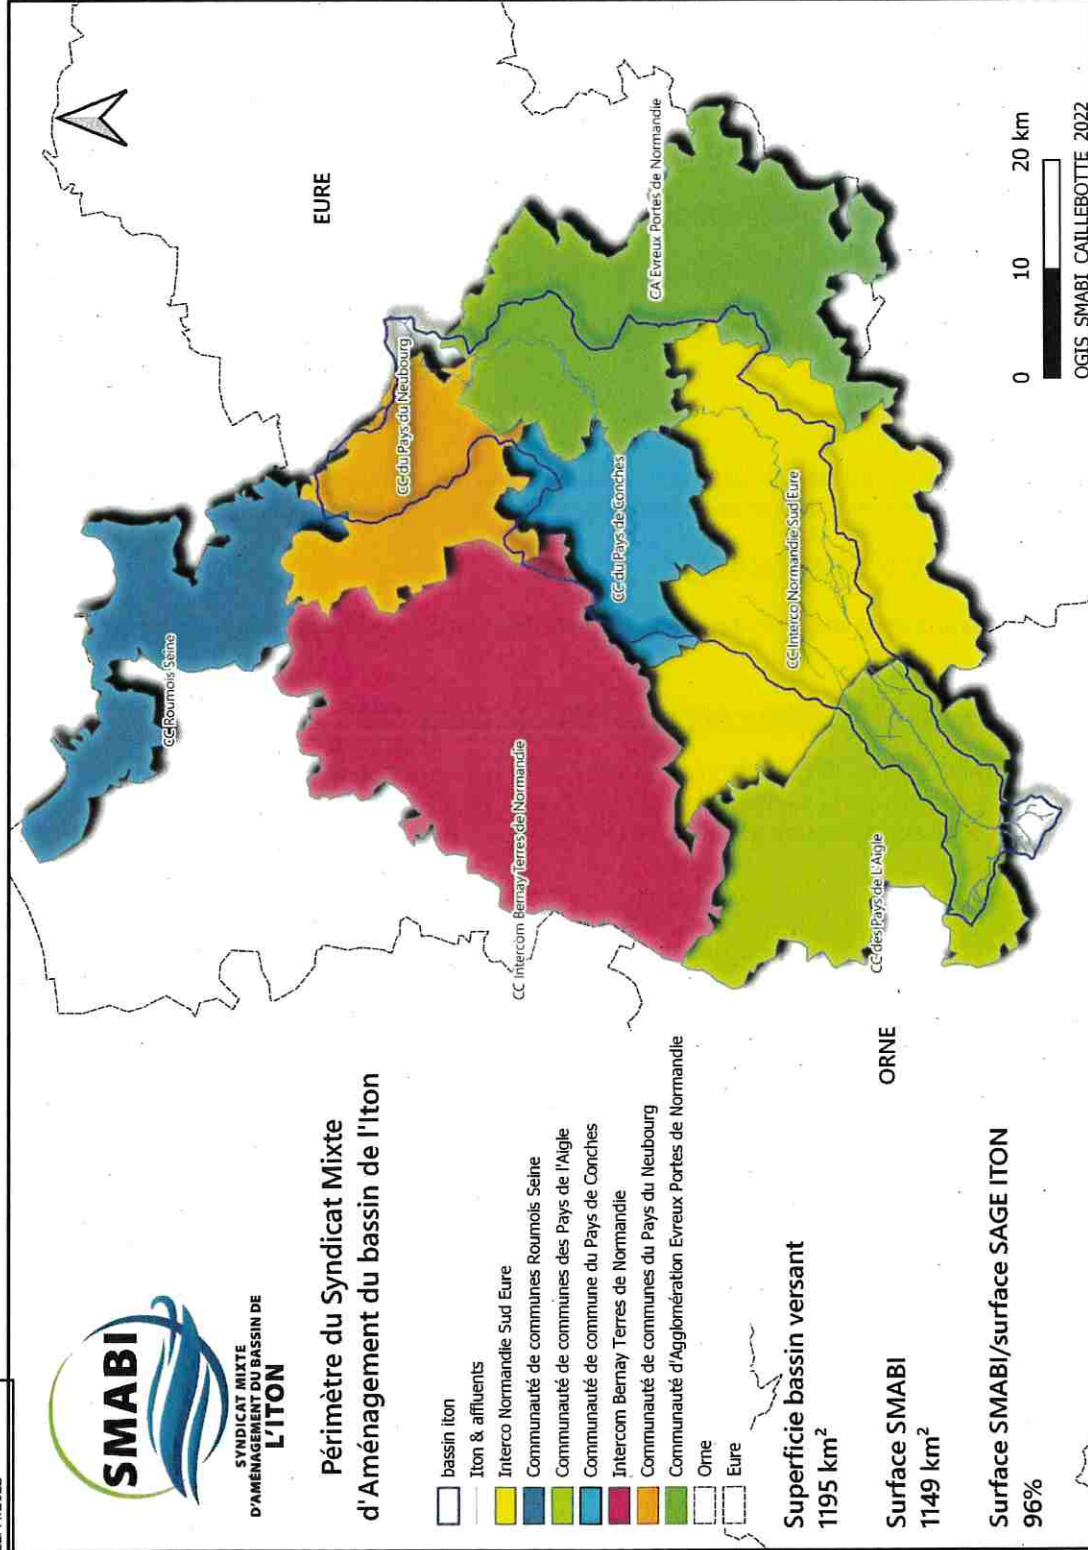 SMABI
SYNDICAT MIXTE
D'AMÉNAGEMENT DU BASSIN DE
L'ITON
Périmètre du Syndicat Mixte
d'Aménagement du bassin de l'Iton
bassin iton
Iton & affluents
Interco Normandie Sud Eure
Communauté de communes Roumois Seine
Communauté de communes des Pays de l'Aigle
Communauté de commune du Pays de Conches
Intercom Bernay Terres de Normandie
Communauté de communes du Pays du Neubourg
Communauté d'Agglomération Evreux Portes de Normandie
Orne
Eure
Superficie bassin versant
1195 km²
Surface SMABI
1149 km²
Surface SMABI/surface SAGE ITON
96%
EURE
ORNE
CC Roumois Seine
CC du Pays du Neubourg
CC Intercom Bernay Terres de Normandie
CC du Pays de Conches
CA Evreux Portes de Normandie
CC Interco Normandie Sud Eure
CC des Pays de L'Aigle
0 10 20 km
QGIS SMABI CAILLEBOTTE 2022